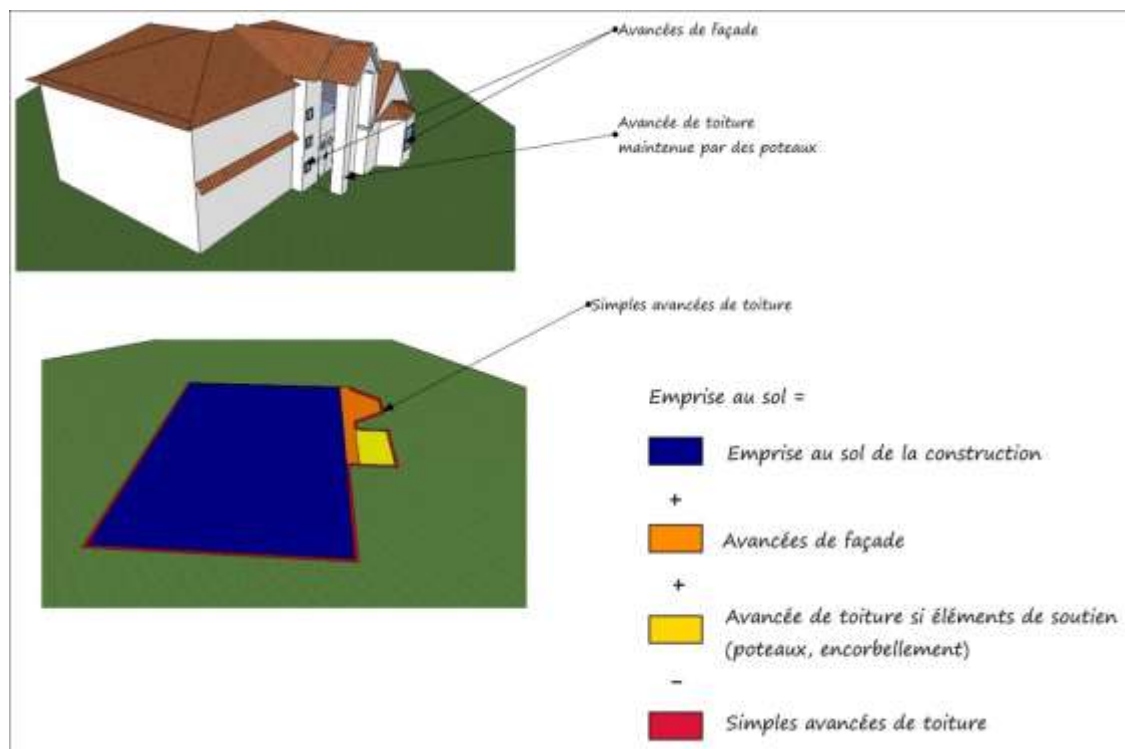 Avancées de façade
Avancée de toiture
maintenue par des poteaux
Simples avancées de toiture
Emprise au sol =
Emprise au sol de la construction
+
Avancées de façade
+
Avancée de toiture si éléments de soutien
(poteaux, encorbellement)
-
Simples avancées de toiture